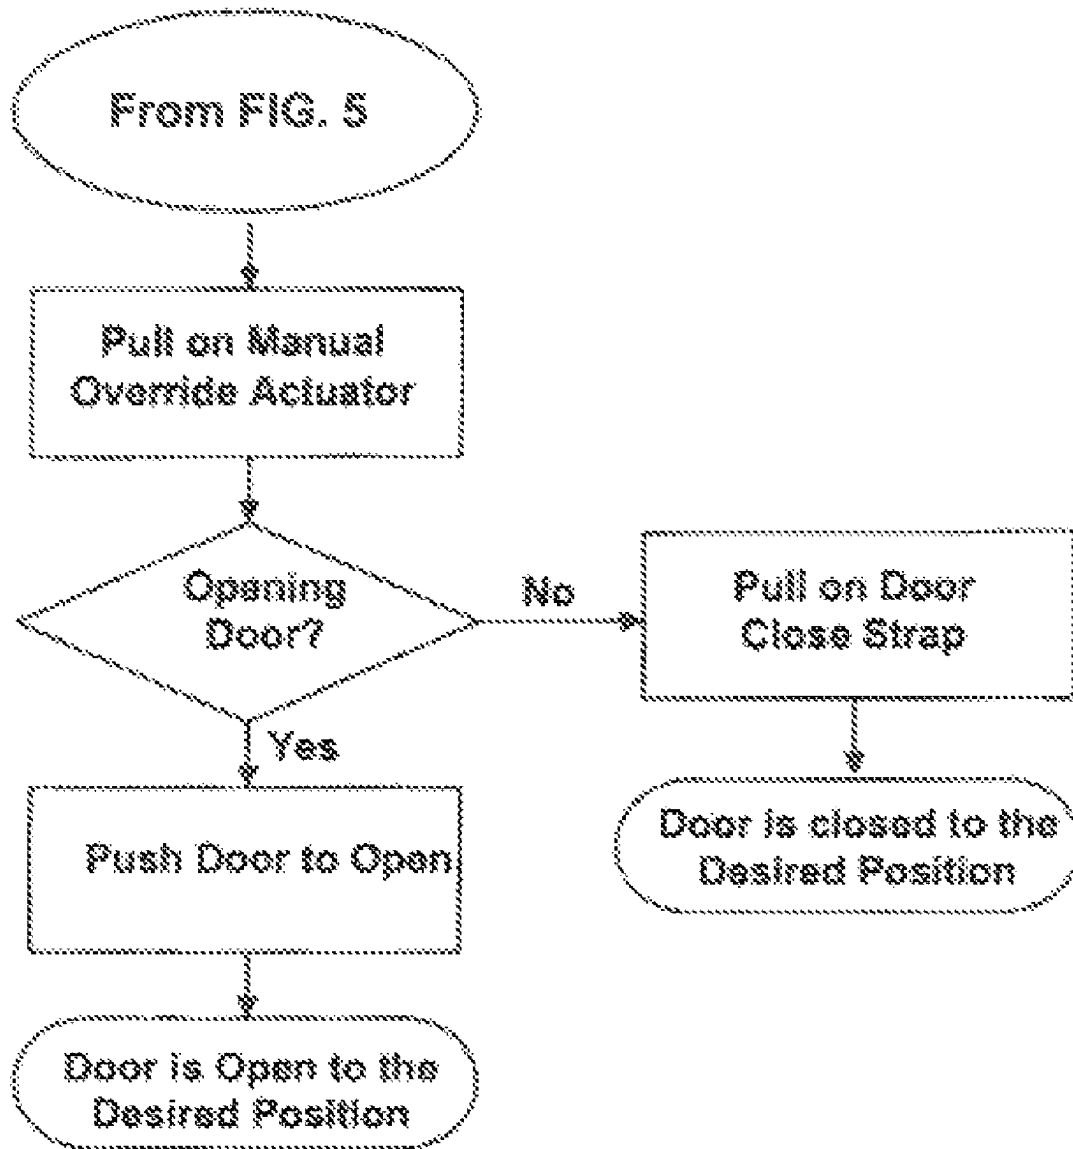 From FIG. 5
Pull on Manual
Override Actuator
Opening
Door?
No
Pull on Door
Close Strap
Yes
Push Door to Open
Door is closed to the
Desired Position
Door is Open to the
Desired Position